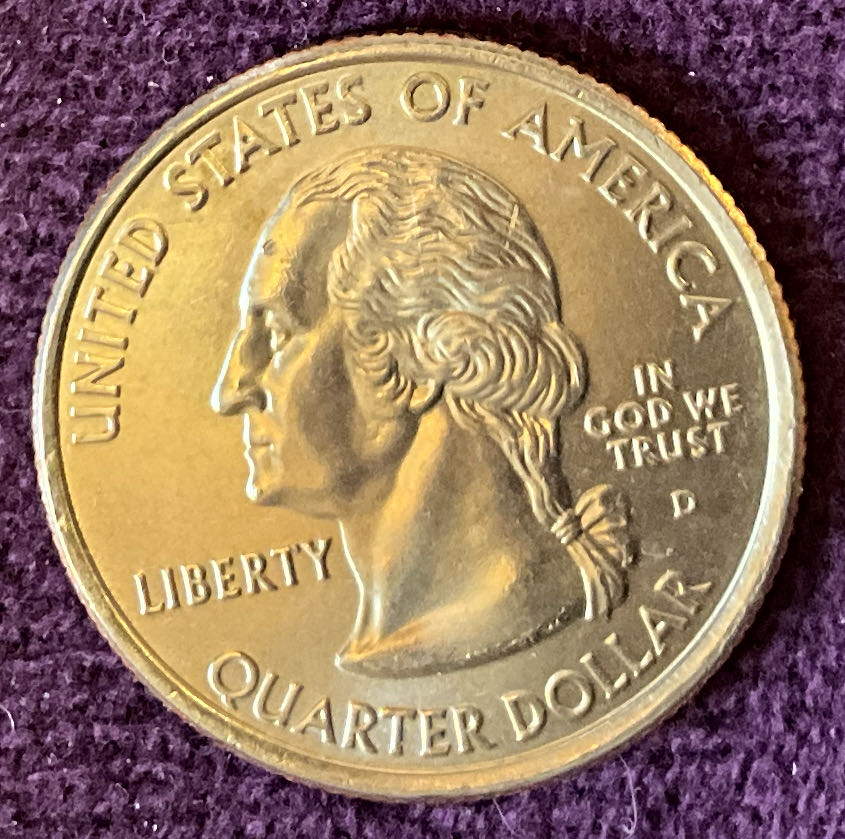 UNITED STATES OF AMERICA
IN
GOD WE
TRUST
D
LIBERTY
QUARTER DOLLAR